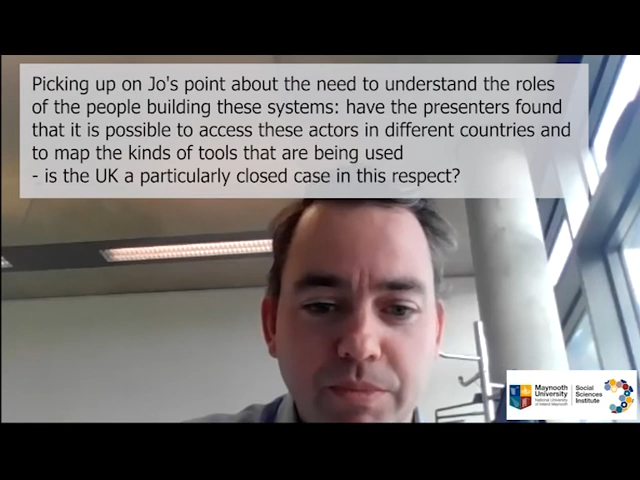 Picking up on Jo's point about the need to understand the roles
of the people building these systems: have the presenters found
that it is possible to access these actors in different countries and
to map the kinds of tools that are being used
- is the UK a particularly closed case in this respect?
Maynooth
University
National University
of Ireland Maynooth
Social
Sciences
Institute